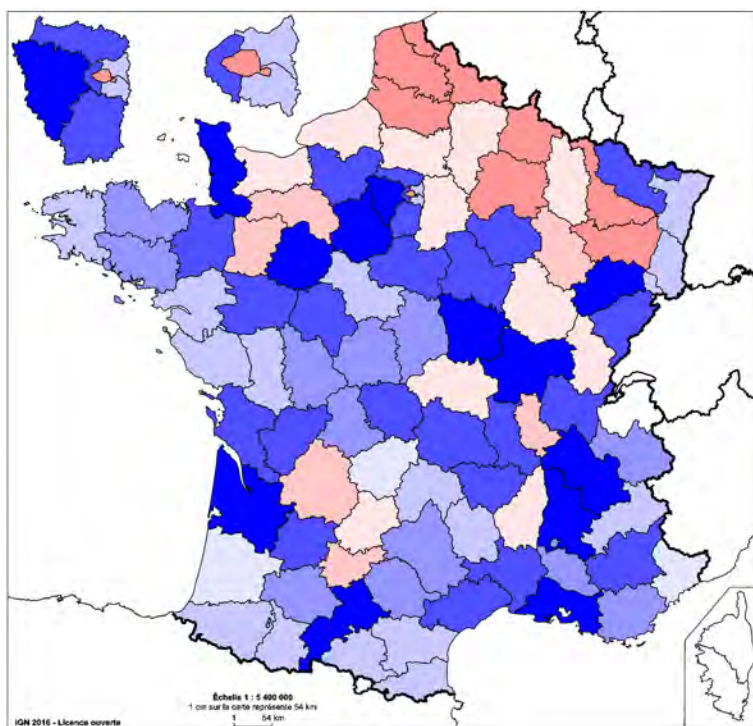 Échelle 1 : 5 400 000
1 cm sur la carte représente 54 km
1 54 km
IGN 2016 - Licence ouverte